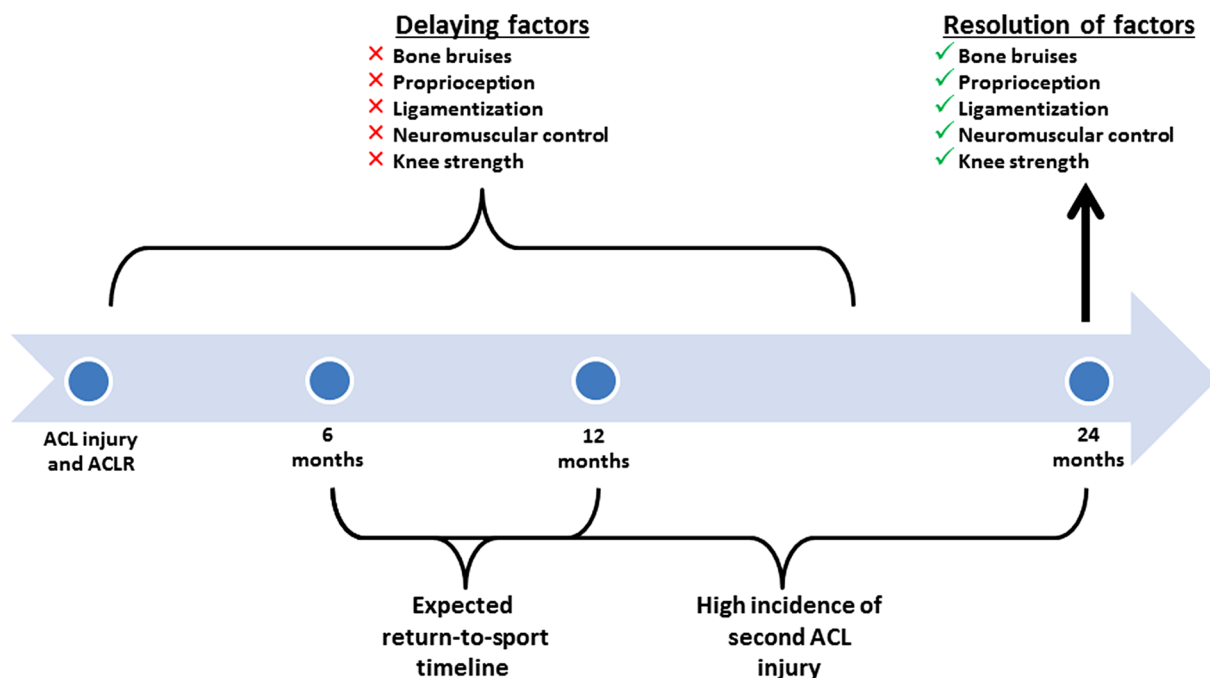 Delaying factors
Bone bruises
Proprioception
Ligamentization
Neuromuscular control
Knee strength
Resolution of factors
Bone bruises
Proprioception
Ligamentization
Neuromuscular control
Knee strength
ACL injury
and ACLR
6
months
12
months
24
months
Expected
return-to-sport
timeline
High incidence of
second ACL
injury